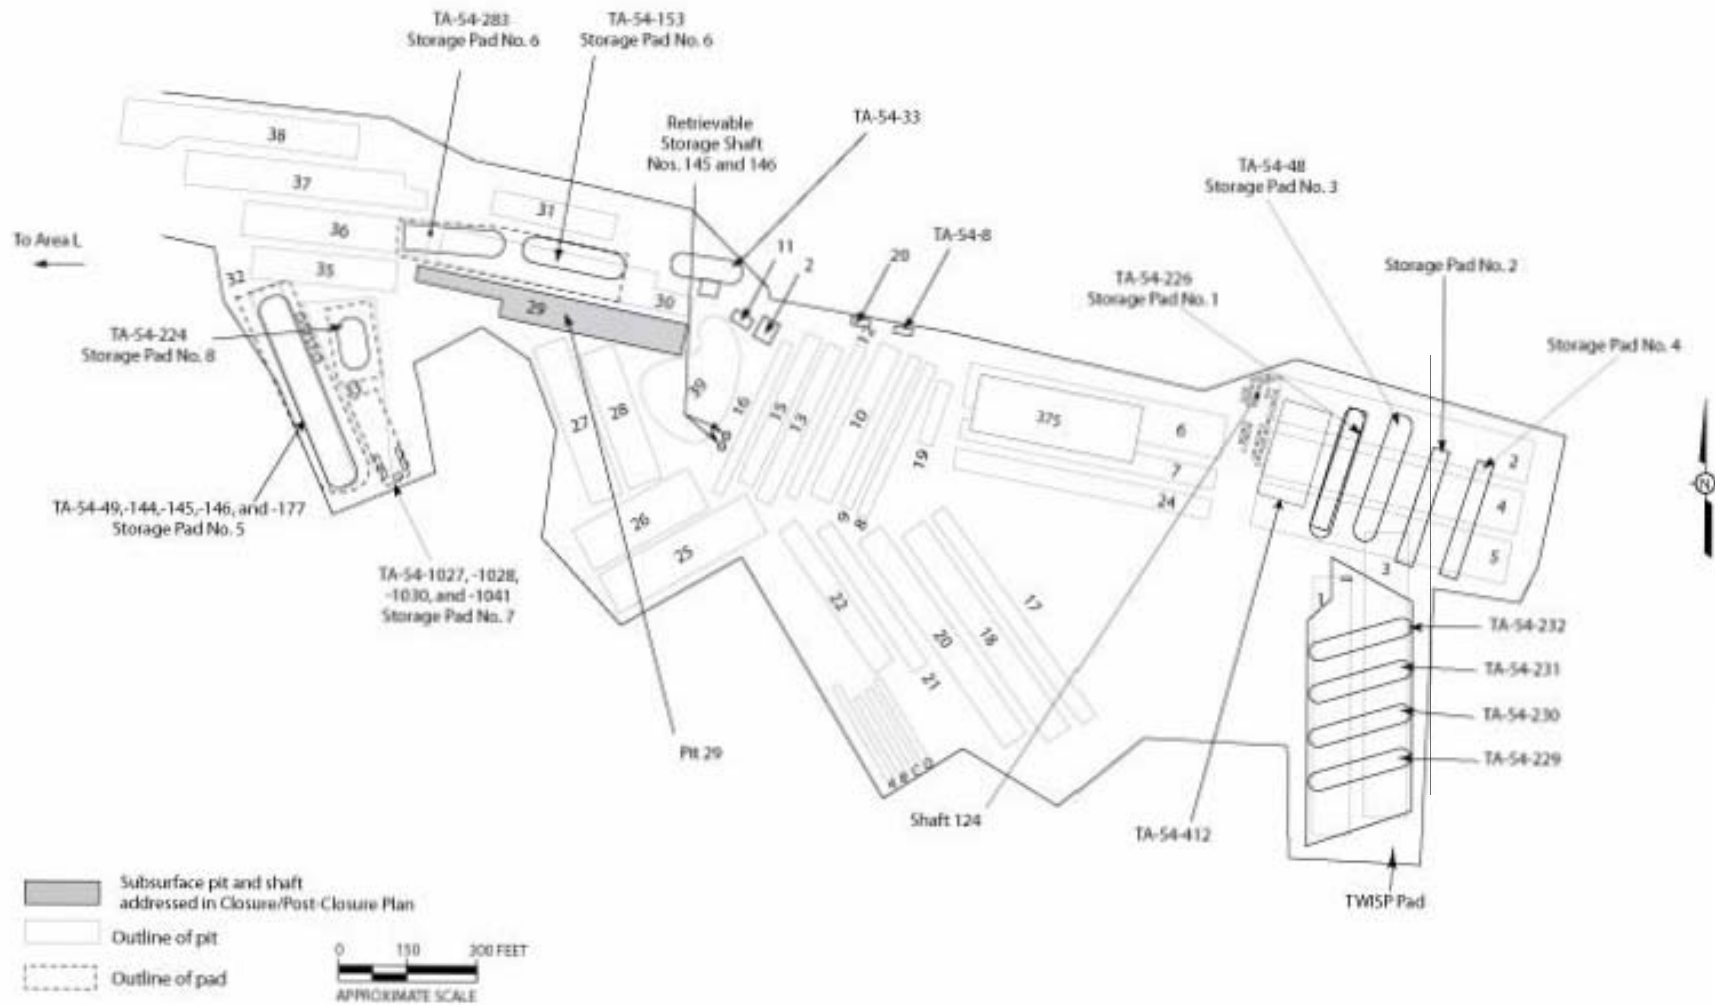 TA-54-283
Storage Pad No. 6
TA-54-153
Storage Pad No. 6
Retrievable
Storage Shaft
Nos. 145 and 146
TA-54-33
TA-54-48
Storage Pad No. 3
38
37
31
36
35
To Area L
32
11
2
20
TA-54-8
TA-54-226
Storage Pad No. 1
Storage Pad No. 2
Storage Pad No. 4
30
29
12
TA-54-224
Storage Pad No. 8
33
39
27
28
16
15
13
10
19
375
6
7
24
2
4
5
3
1
N
9
8
26
25
22
20
21
18
17
TA-54-49,-144,-145,-146, and -177
Storage Pad No. 5
TA-54-1027, -1028,
-1030, and -1041
Storage Pad No. 7
TA-54-232
TA-54-231
TA-54-230
TA-54-229
Pit 29
A B C D
Shaft 124
TA-54-412
TWISP Pad
Subsurface pit and shaft
addressed in Closure/Post-Closure Plan
Outline of pit
Outline of pad
0 150 300 FEET
APPROXIMATE SCALE